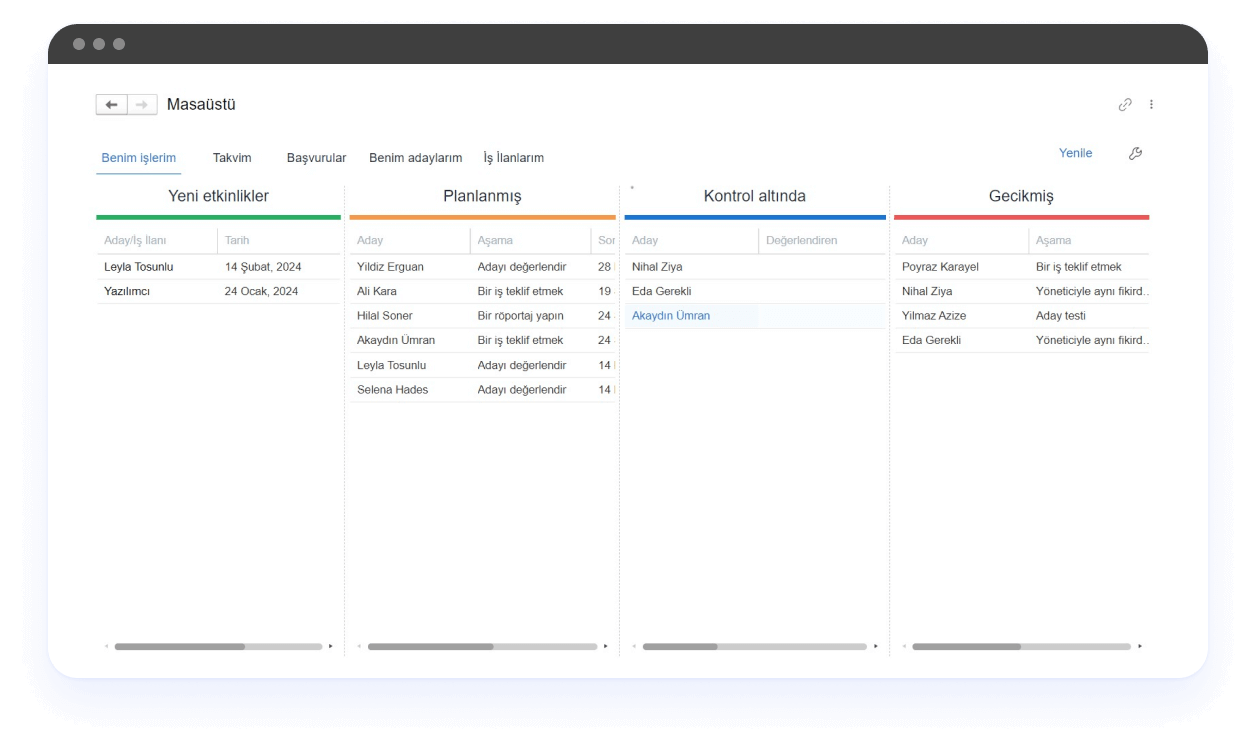 Masaüstü
Benim işlerim Takvim Başvurular Benim adaylarım İş İlanlarım Yenile
Yeni etkinlikler
Aday/İş İlanı Tarih
Leyla Tosunlu 14 Şubat, 2024
Yazılımcı 24 Ocak, 2024
Planlanmış
Aday Aşama Sor
Yildiz Erguan Adayı değerlendir 28
Ali Kara Bir iş teklif etmek 19
Hilal Soner Bir röportaj yapın 24
Akaydın Ümran Bir iş teklif etmek 24
Leyla Tosunlu Adayı değerlendir 14
Selena Hades Adayı değerlendir 14
Kontrol altında
Aday Değerlendiren
Nihal Ziya
Eda Gerekli
Akaydın Ümran
Gecikmiş
Aday Aşama
Poyraz Karayel Bir iş teklif etmek
Nihal Ziya Yöneticiyle aynı fikird..
Yilmaz Azize Aday testi
Eda Gerekli Yöneticiyle aynı fikird..